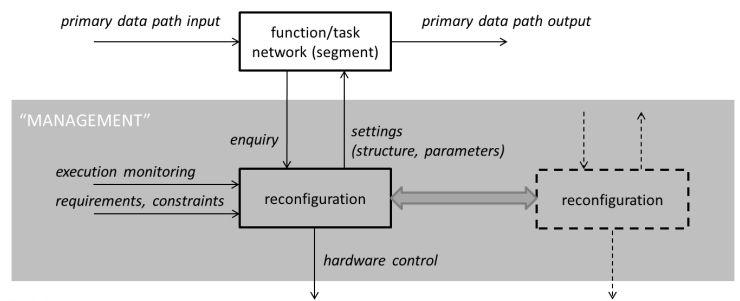 primary data path input
function/task
network (segment)
primary data path output
“MANAGEMENT”
enquiry
settings
(structure, parameters)
execution monitoring
requirements, constraints
reconfiguration
reconfiguration
hardware control